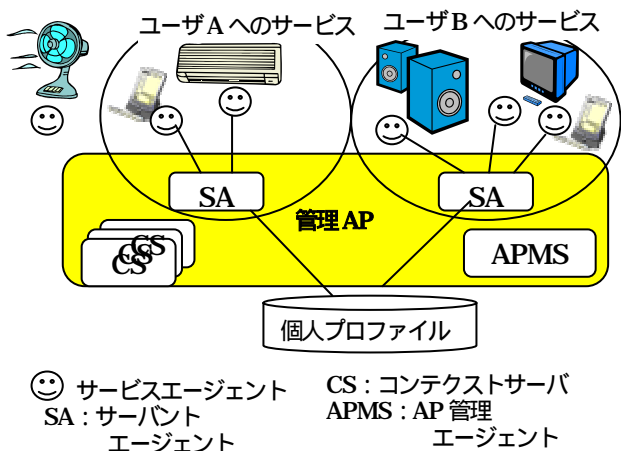 ユーザA へのサービス
ユーザB へのサービス
SA
SA
管理AP
CS
CS
CS
APMS
個人プロファイル
サービスエージェント
SA：サーバント
エージェント
CS：コンテクストサーバ
APMS：AP 管理
エージェント